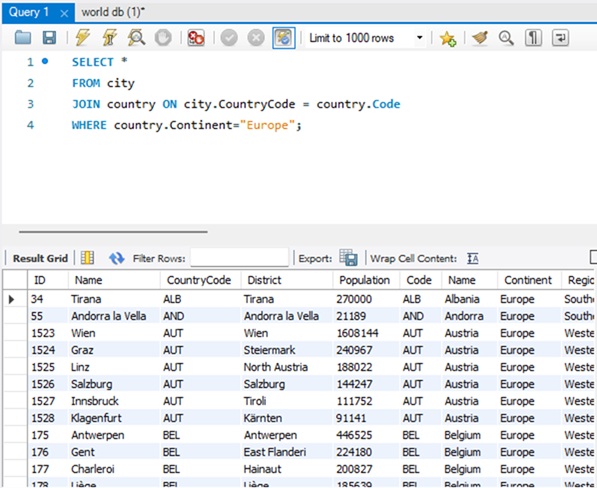 Query 1 × world db (1)*
Limit to 1000 rows
1 SELECT *
2 FROM city
3 JOIN country ON city.CountryCode = country.Code
4 WHERE country.Continent="Europe";
Result Grid Filter Rows: Export: Wrap Cell Content: IA
ID Name CountryCode District Population Code Name Continent Regio
34 Tirana ALB Tirana 270000 ALB Albania Europe South
55 Andorra la Vella AND Andorra la Vella 21189 AND Andorra Europe South
1523 Wien AUT Wien 1608144 AUT Austria Europe Weste
1524 Graz AUT Steiermark 240967 AUT Austria Europe Weste
1525 Linz AUT North Austria 188022 AUT Austria Europe Weste
1526 Salzburg AUT Salzburg 144247 AUT Austria Europe Weste
1527 Innsbruck AUT Tiroli 111752 AUT Austria Europe Weste
1528 Klagenfurt AUT Kärnten 91141 AUT Austria Europe Weste
175 Antwerpen BEL Antwerpen 446525 BEL Belgium Europe Weste
176 Gent BEL East Flanderi 224180 BEL Belgium Europe Weste
177 Charleroi BEL Hainaut 200827 BEL Belgium Europe Weste
178 Liège BEL Liège 185639 BEL Belgium Europe Weste